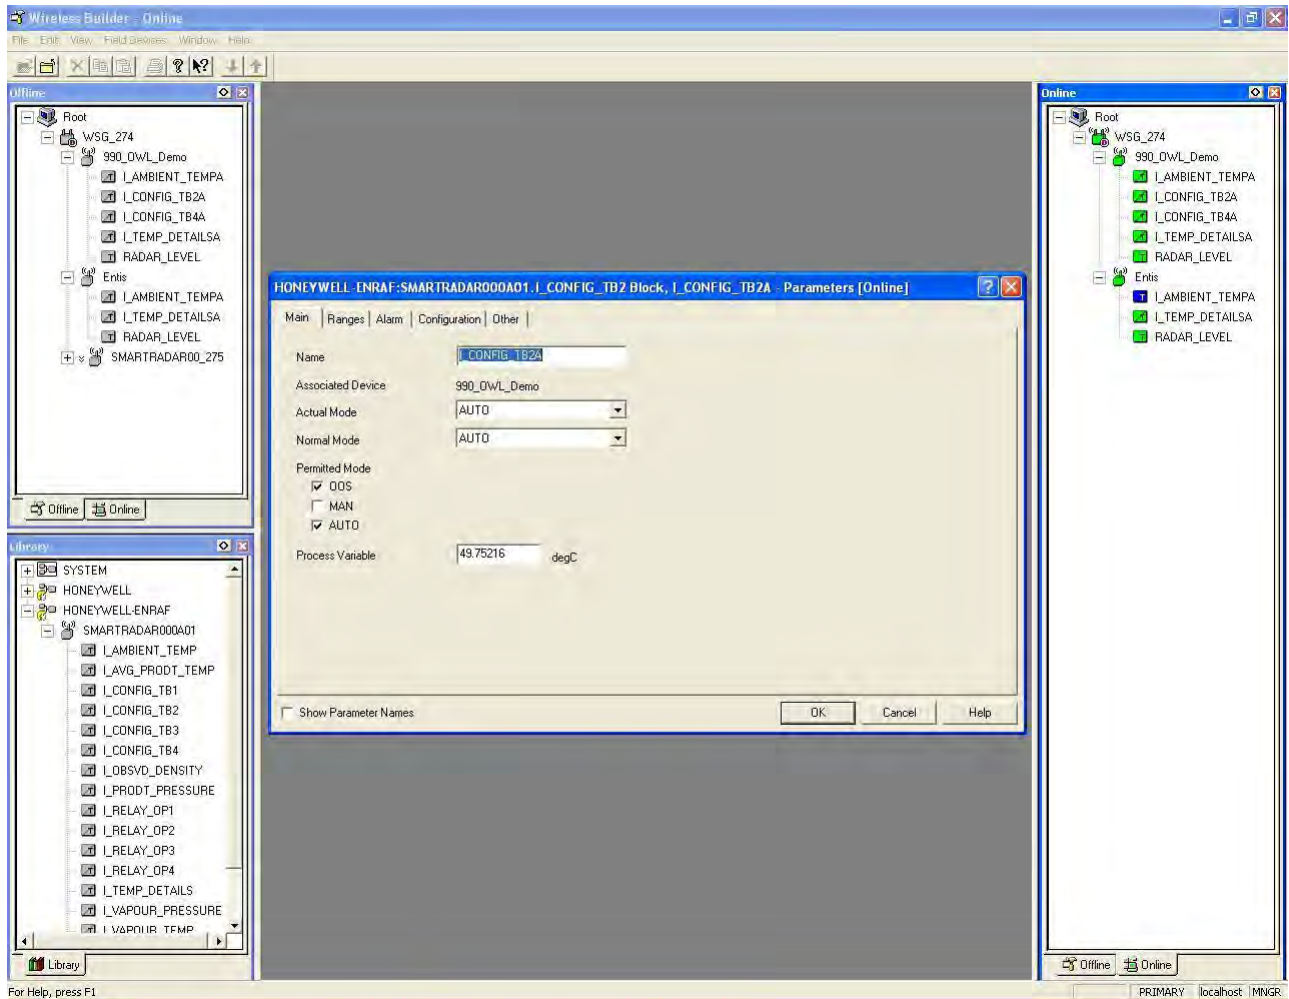 Wireless Builder - Online
File Edit View Field Devices Window Help
Offline
Root
WSG_274
990_OWL_Demo
I_AMBIENT_TEMPA
I_CONFIG_TB2A
I_CONFIG_TB4A
I_TEMP_DETAILSA
RADAR_LEVEL
Entis
I_AMBIENT_TEMPA
I_TEMP_DETAILSA
RADAR_LEVEL
SMARTRADAR00_275
Offline Online
Library
SYSTEM
HONEYWELL
HONEYWELL-ENRAF
SMARTRADAR000A01
I_AMBIENT_TEMP
I_AVG_PRODT_TEMP
I_CONFIG_TB1
I_CONFIG_TB2
I_CONFIG_TB3
I_CONFIG_TB4
I_OBSVD_DENSITY
I_PRODT_PRESSURE
I_RELAY_OP1
I_RELAY_OP2
I_RELAY_OP3
I_RELAY_OP4
I_TEMP_DETAILS
I_VAPOUR_PRESSURE
I_VAPOUR_TEMP
Library
HONEYWELL-ENRAF:SMARTRADAR000A01.I_CONFIG_TB2 Block, I_CONFIG_TB2A - Parameters [Online]
Main Ranges Alarm Configuration Other
Name I_CONFIG_TB2A
Associated Device 990_OWL_Demo
Actual Mode AUTO
Normal Mode AUTO
Permitted Mode
OOS
MAN
AUTO
Process Variable 49.75216 degC
Show Parameter Names OK Cancel Help
Online
Root
WSG_274
990_OWL_Demo
I_AMBIENT_TEMPA
I_CONFIG_TB2A
I_CONFIG_TB4A
I_TEMP_DETAILSA
RADAR_LEVEL
Entis
I_AMBIENT_TEMPA
I_TEMP_DETAILSA
RADAR_LEVEL
Offline Online
For Help, press F1 PRIMARY localhost MNGR